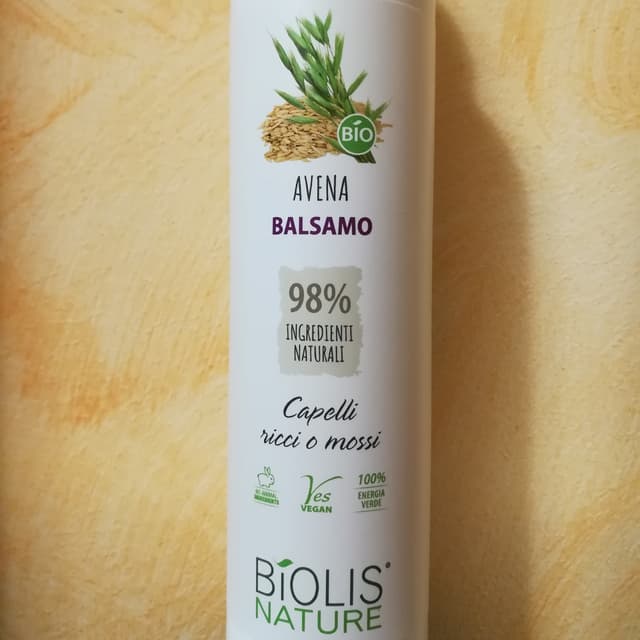 BIO
AVENA
BALSAMO
98%
INGREDIENTI
NATURALI
Capelli
ricci o mossi
Yes
VEGAN
100%
ENERGIA
VERDE
BiOLIS®
NATURE